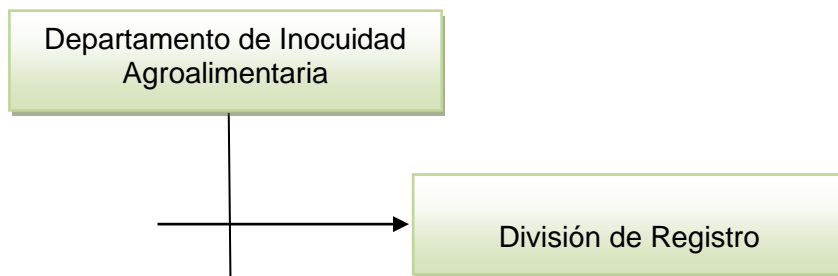 Departamento de Inocuidad
Agroalimentaria
División de Registro